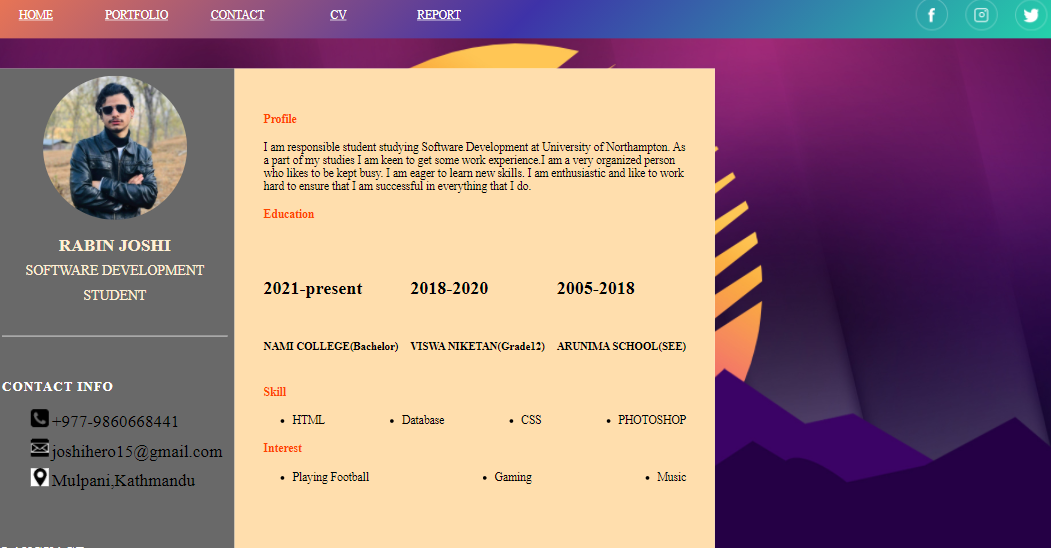 HOME PORTFOLIO CONTACT CV REPORT
RABIN JOSHI
SOFTWARE DEVELOPMENT
STUDENT
CONTACT INFO
+977-9860668441
joshihero15@gmail.com
Mulpani,Kathmandu
Profile
I am responsible student studying Software Development at University of Northampton. As
a part of my studies I am keen to get some work experience.I am a very organized person
who likes to be kept busy. I am eager to learn new skills. I am enthusiastic and like to work
hard to ensure that I am successful in everything that I do.
Education
2021-present 2018-2020 2005-2018
NAMI COLLEGE(Bachelor) VISWA NIKETAN(Grade12) ARUNIMA SCHOOL(SEE)
Skill
• HTML • Database • CSS • PHOTOSHOP
Interest
• Playing Football • Gaming • Music